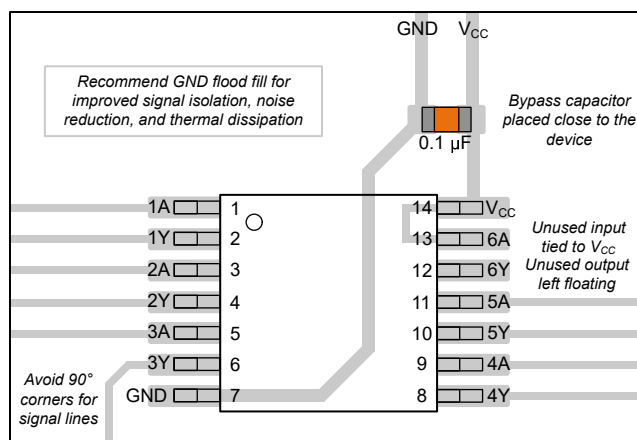 GND V_CC
Recommend GND flood fill for
improved signal isolation, noise
reduction, and thermal dissipation
Bypass capacitor
placed close to the
device
0.1 µF
1A 1 14 V_CC
1Y 2 13 6A
2A 3 12 6Y
2Y 4 11 5A
3A 5 10 5Y
3Y 6 9 4A
GND 7 8 4Y
Unused input
tied to V_CC
Unused output
left floating
Avoid 90°
corners for
signal lines